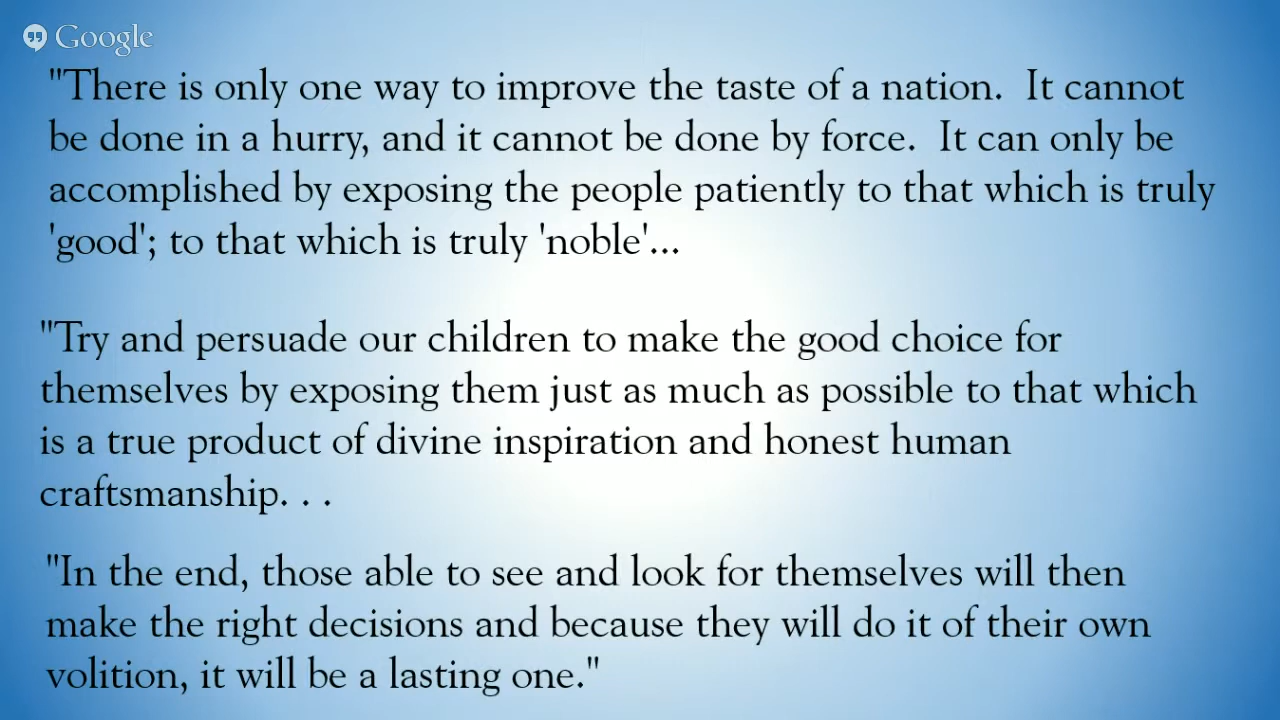 Google
"There is only one way to improve the taste of a nation.  It cannot
be done in a hurry, and it cannot be done by force.  It can only be
accomplished by exposing the people patiently to that which is truly
'good'; to that which is truly 'noble'...
"Try and persuade our children to make the good choice for
themselves by exposing them just as much as possible to that which
is a true product of divine inspiration and honest human
craftsmanship. . .
"In the end, those able to see and look for themselves will then
make the right decisions and because they will do it of their own
volition, it will be a lasting one."